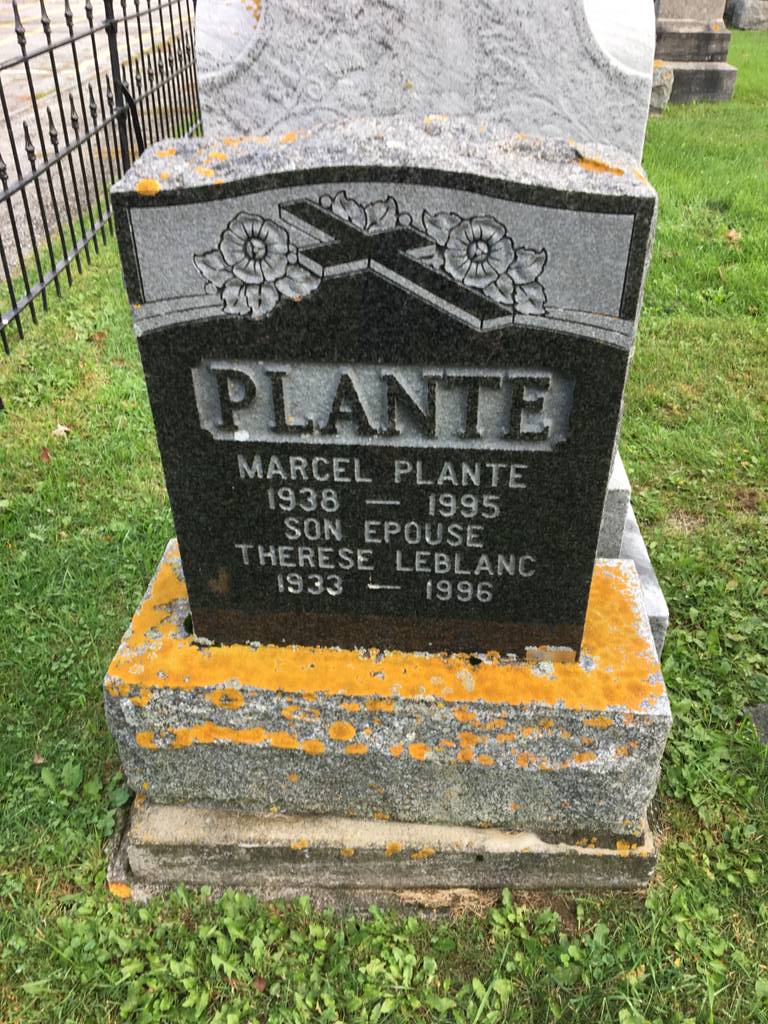 PLANTE
MARCEL PLANTE
1938 — 1995
SON EPOUSE
THERESE LEBLANC
1933 — 1996